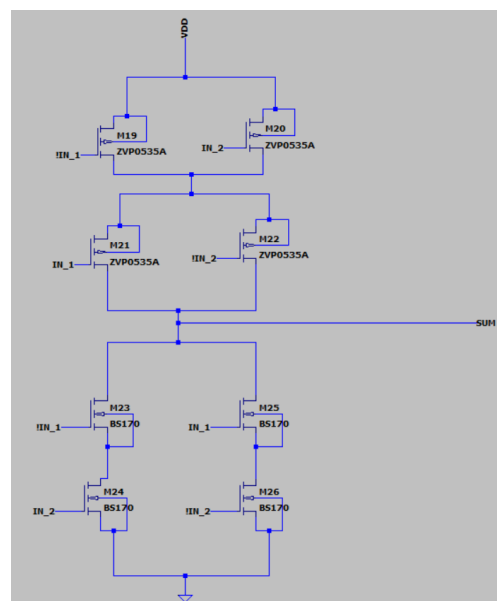 VDD
M19
ZVP0535A
!IN_1
M20
ZVP0535A
IN_2
M21
ZVP0535A
IN_1
M22
ZVP0535A
!IN_2
SUM
M23
BS170
!IN_1
M25
BS170
IN_1
M24
BS170
IN_2
M26
BS170
!IN_2